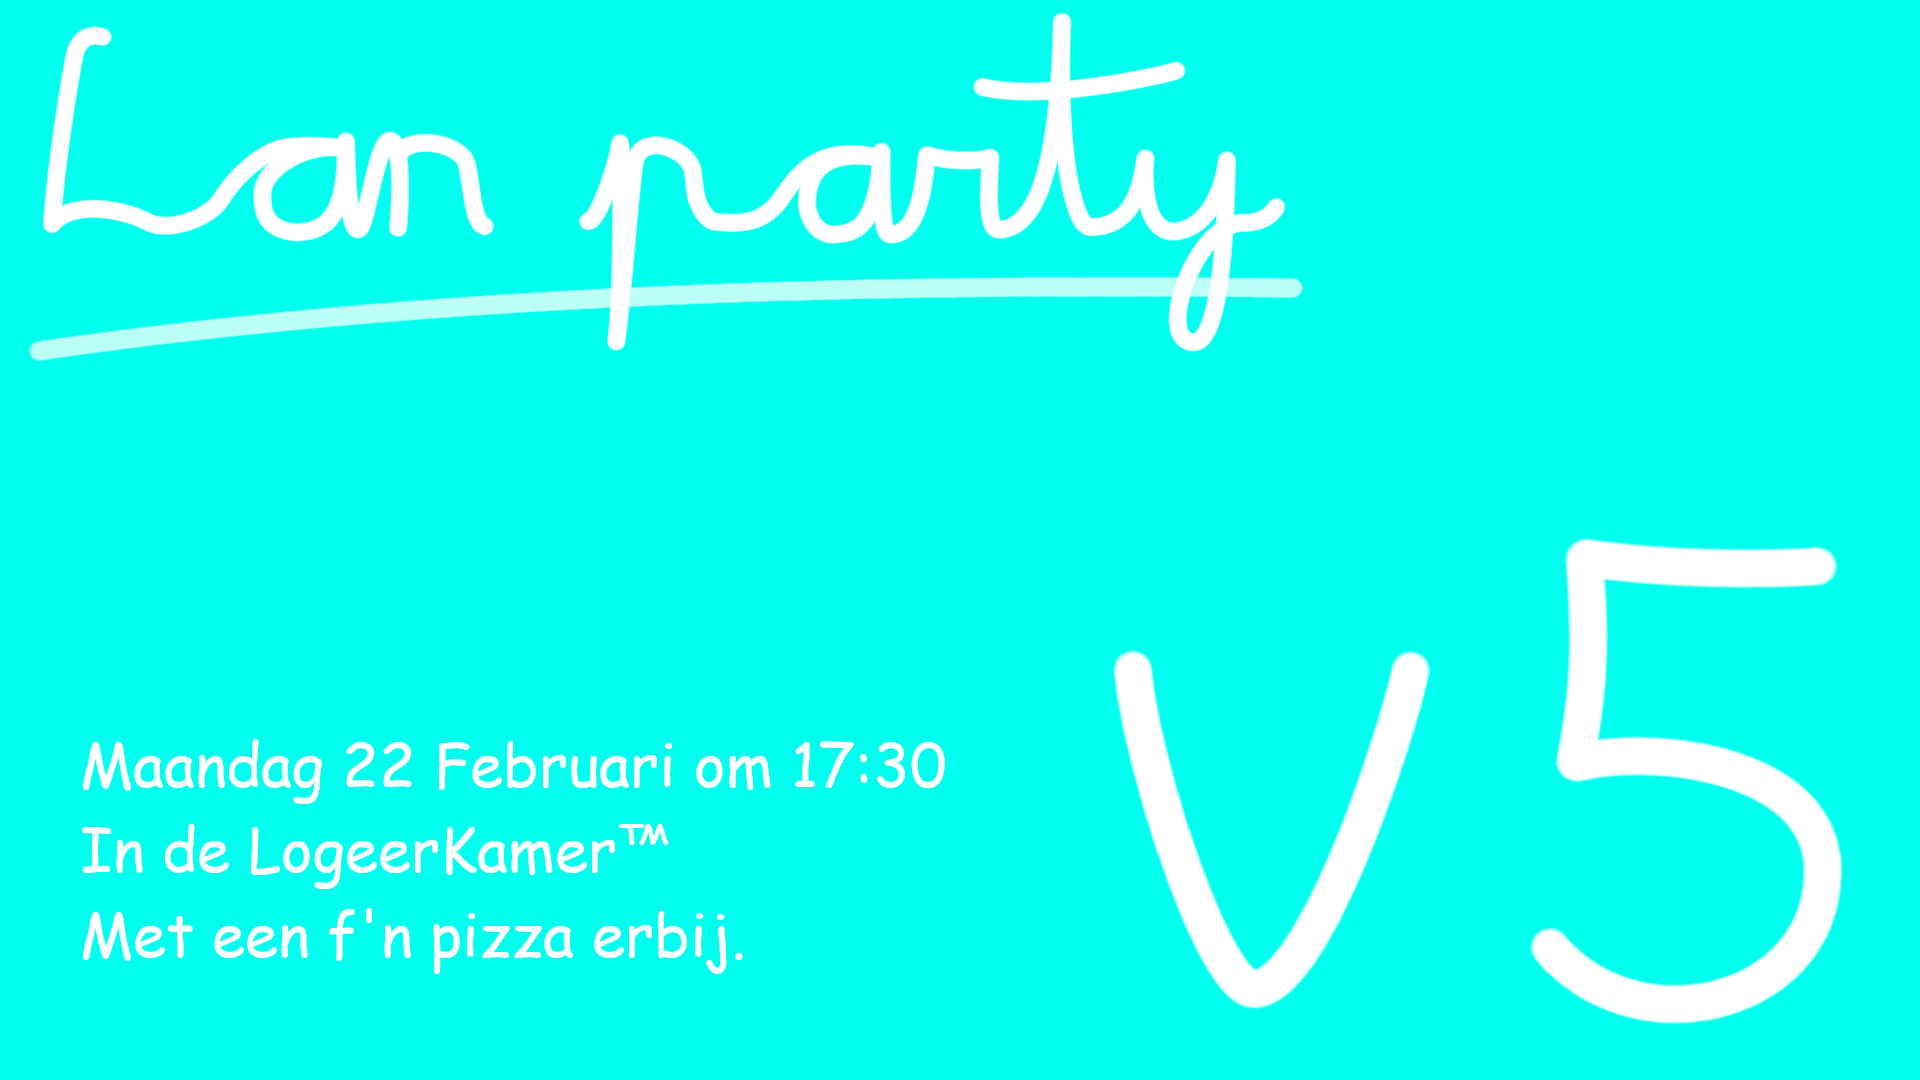 Lan party
v5
Maandag 22 Februari om 17:30
In de LogeerKamer™
Met een f'n pizza erbij.